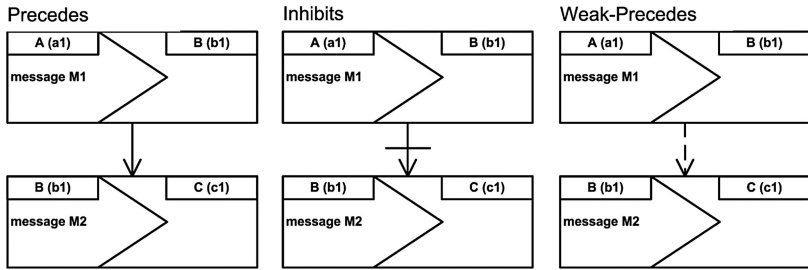 Precedes
A (a1) B (b1)
message M1
B (b1) C (c1)
message M2
Inhibits
A (a1) B (b1)
message M1
B (b1) C (c1)
message M2
Weak-Precedes
A (a1) B (b1)
message M1
B (b1) C (c1)
message M2